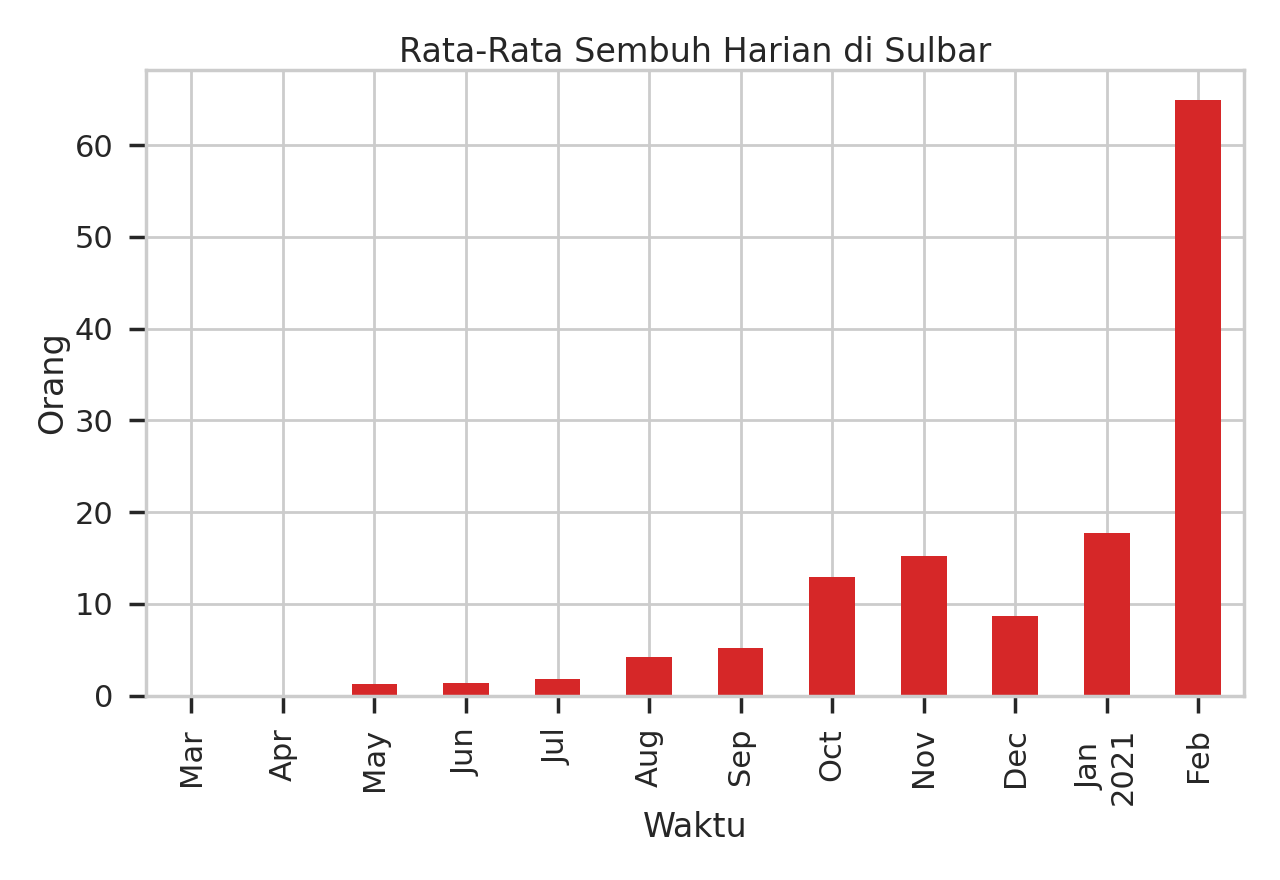 Rata-Rata Sembuh Harian di Sulbar
60
50
40
30
20
10
0
Orang
Mar
Apr
May
Jun
Jul
Aug
Sep
Oct
Nov
Dec
Jan
2021
Feb
Waktu